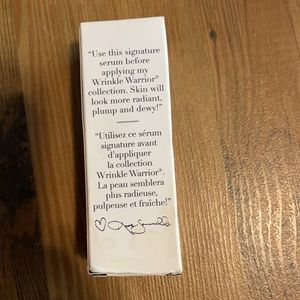 “Use this signature
serum before
applying my
Wrinkle Warrior®
collection. Skin will
look more radiant,
plump and dewy!”
“Utilisez ce sérum
signature avant
d’appliquer
la collection
Wrinkle Warrior®.
La peau semblera
plus radieuse,
pulpeuse et fraîche!”